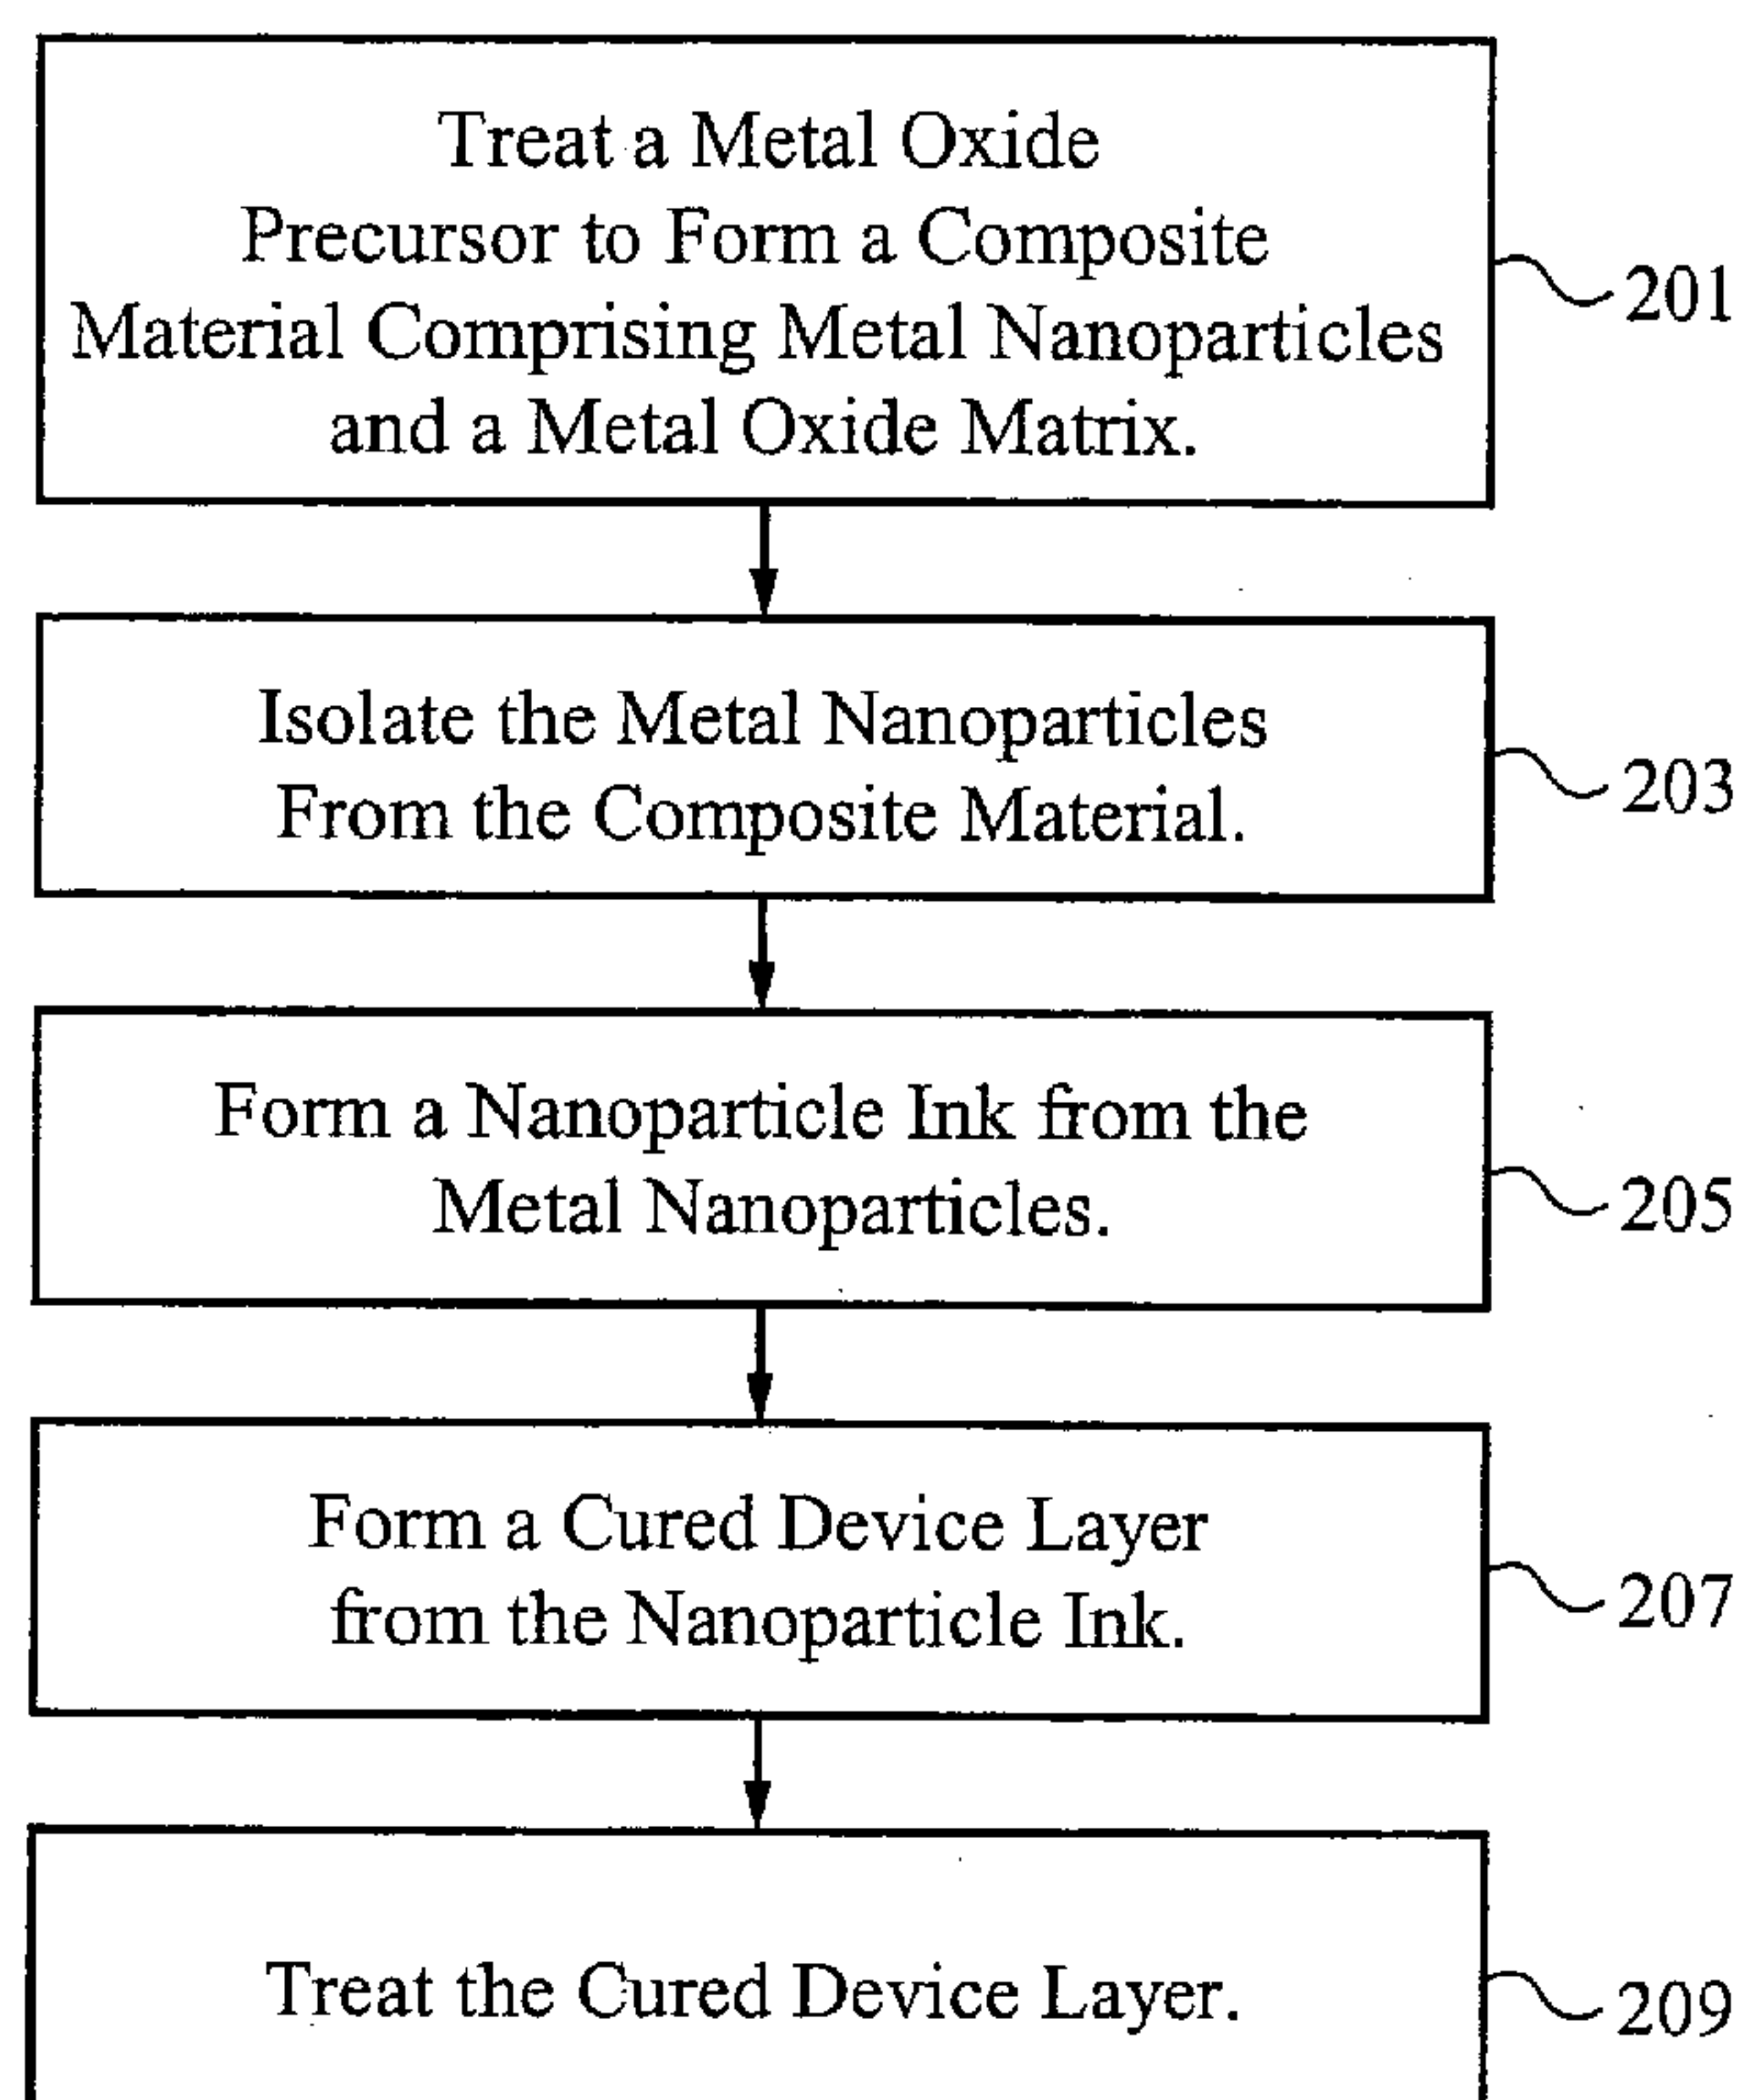 Treat a Metal Oxide
Precursor to Form a Composite
Material Comprising Metal Nanoparticles
and a Metal Oxide Matrix.
201
Isolate the Metal Nanoparticles
From the Composite Material.
203
Form a Nanoparticle Ink from the
Metal Nanoparticles.
205
Form a Cured Device Layer
from the Nanoparticle Ink.
207
Treat the Cured Device Layer.
209